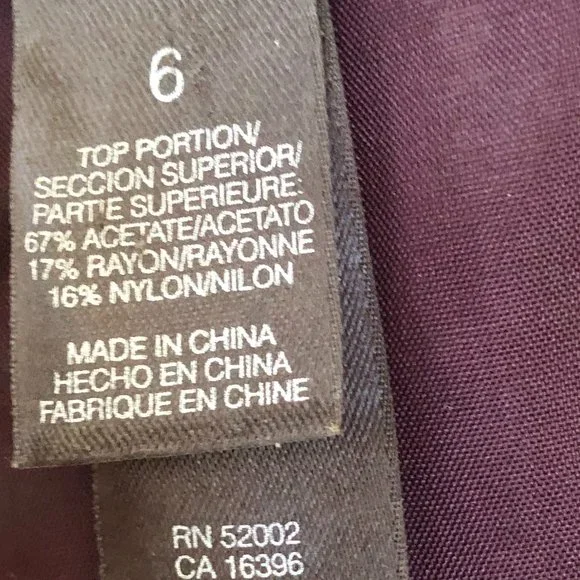 6
TOP PORTION/
SECCION SUPERIOR/
PARTIE SUPERIEURE:
67% ACETATE/ACETATO
17% RAYON/RAYONNE
16% NYLON/NILON
MADE IN CHINA
HECHO EN CHINA
FABRIQUE EN CHINE
RN 52002
CA 16396